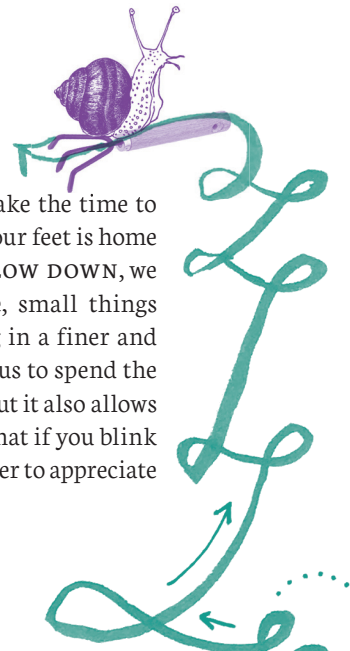 ake the time to
our feet is home
LOW DOWN, we
, small things
in a finer and
us to spend the
ut it also allows
hat if you blink
er to appreciate